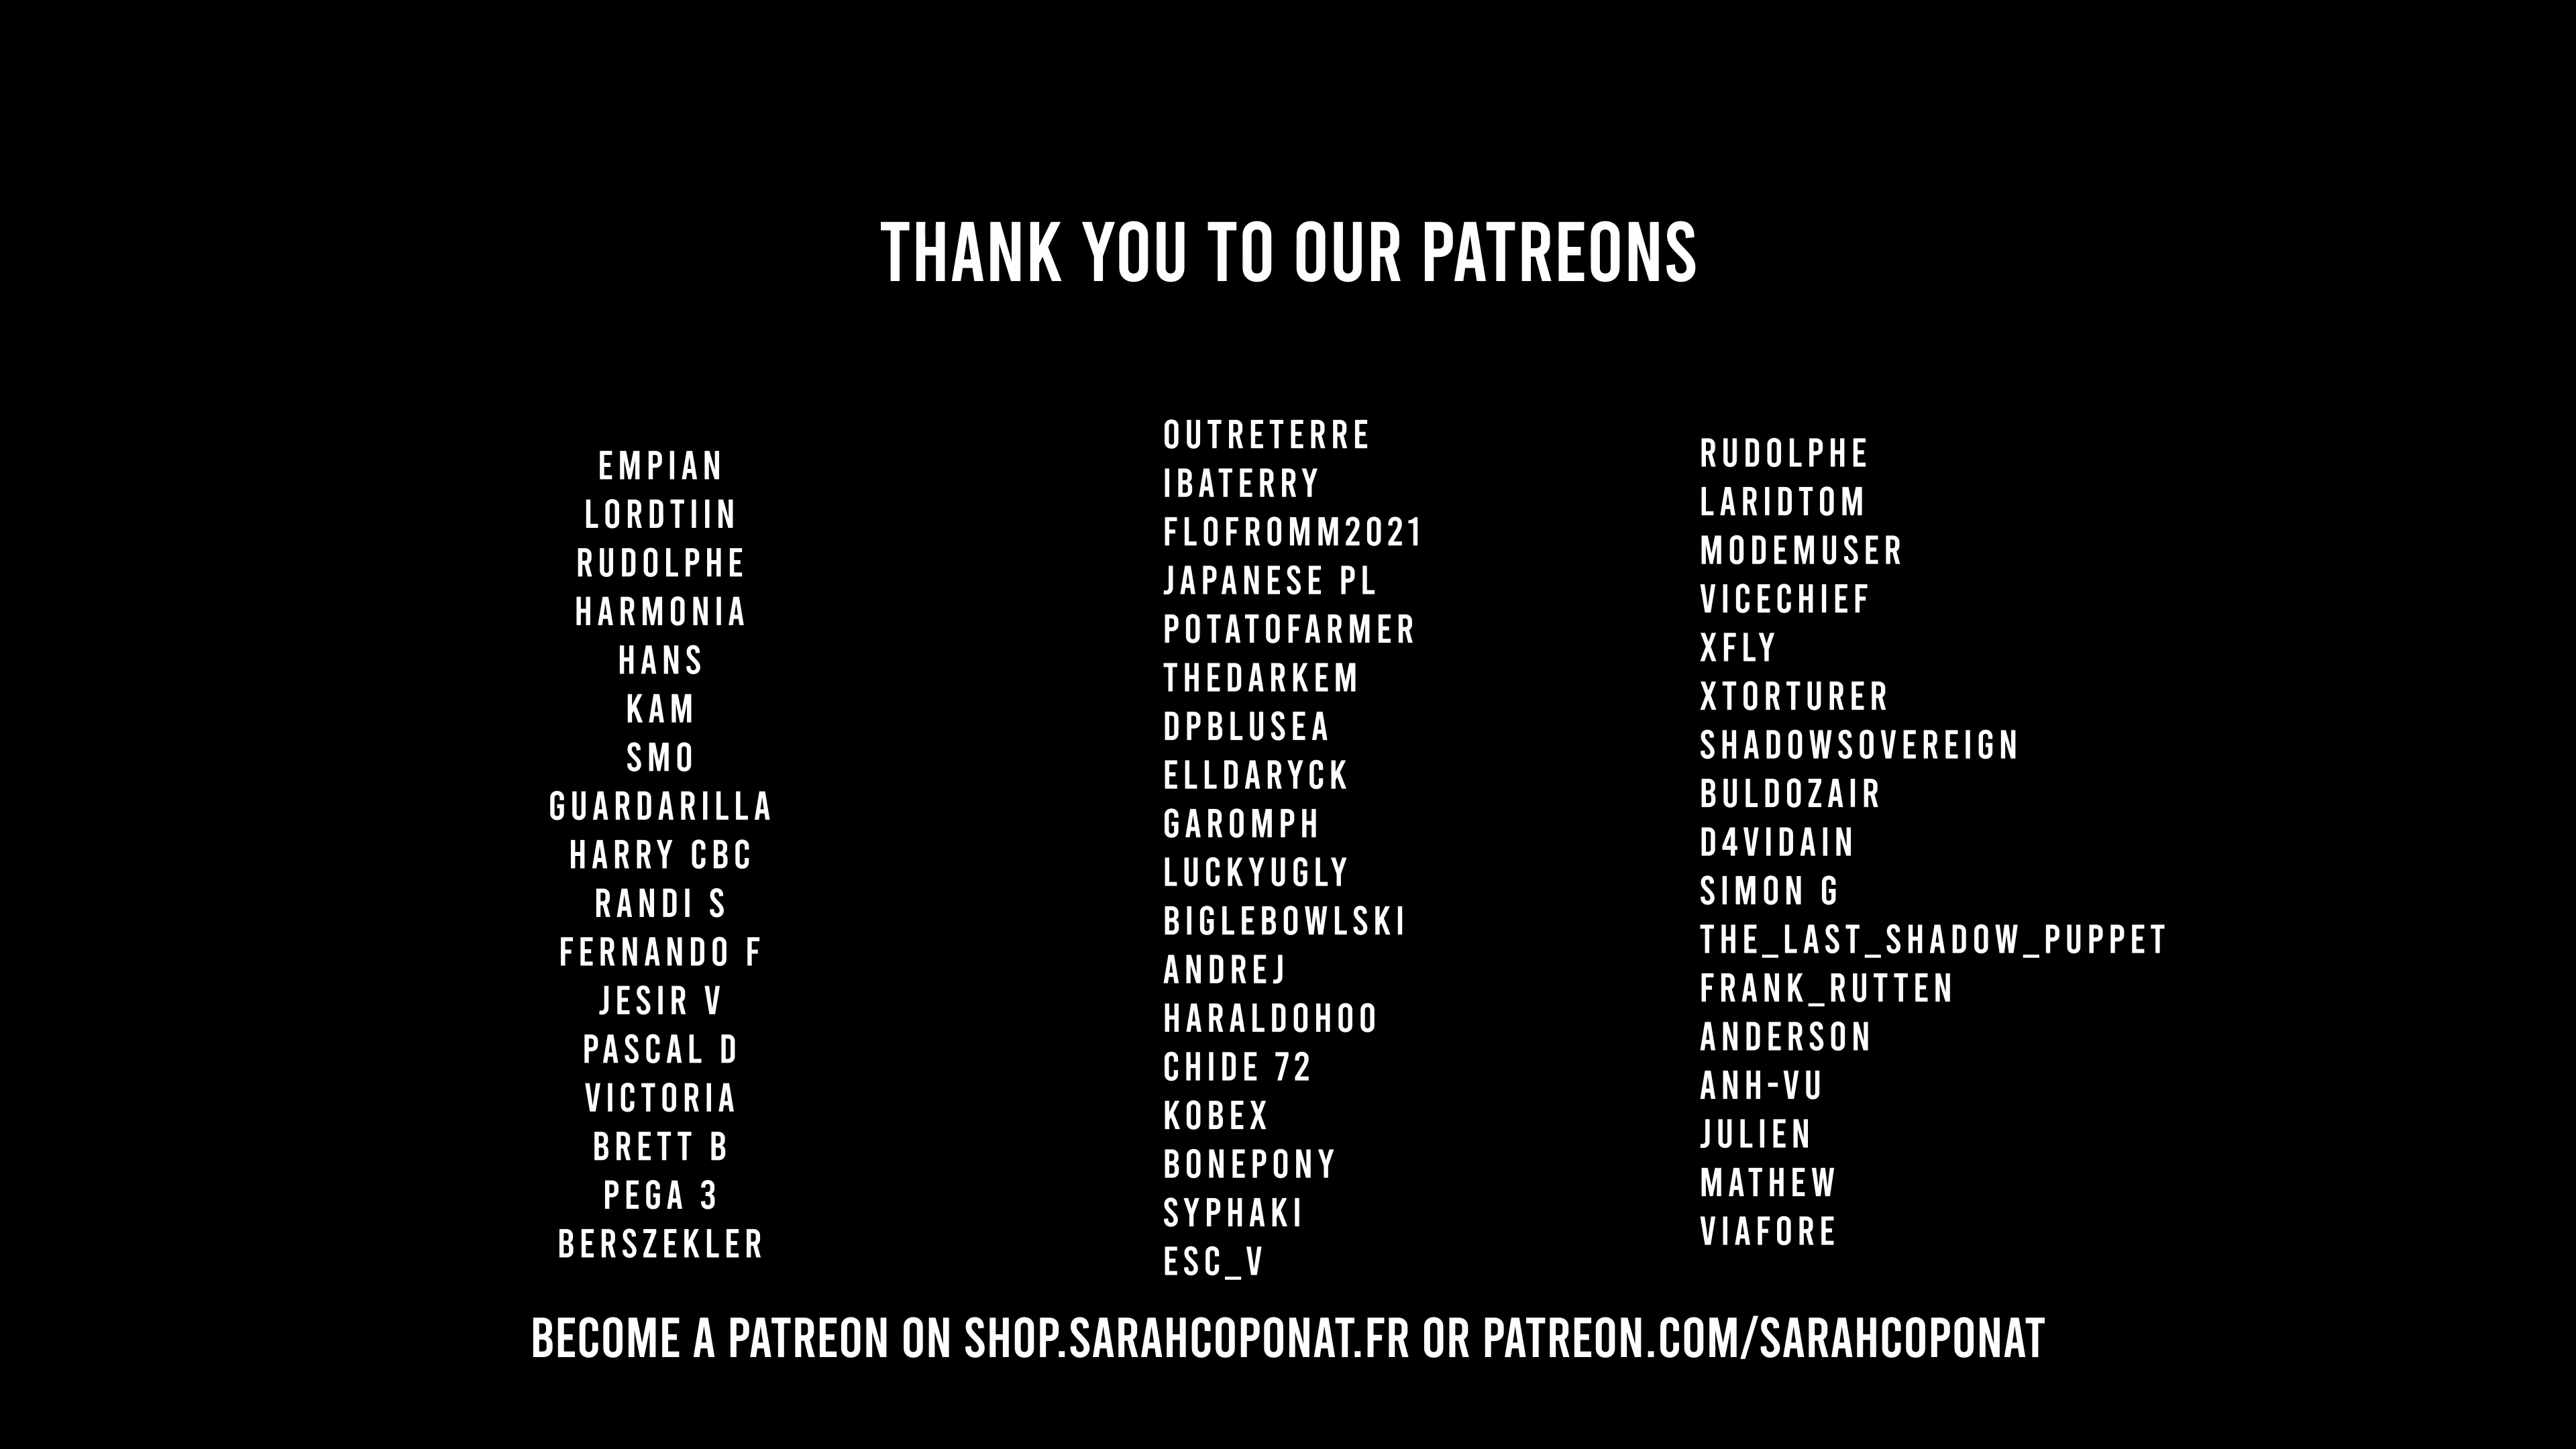 THANK YOU TO OUR PATREONS
EMPIAN
LORDTIIN
RUDOLPHE
HARMONIA
HANS
KAM
SMO
GUARDARILLA
HARRY CBC
RANDI S
FERNANDO F
JESIR V
PASCAL D
VICTORIA
BRETT B
PEGA 3
BERSZEKLER
OUTRETERRE
IBATERRY
FLOFROMM2021
JAPANESE PL
POTATOFARMER
THEDARKEM
DPBLUSEA
ELLDARYCK
GAROMPH
LUCKYUGLY
BIGLEBOWLSKI
ANDREJ
HARALDOHOO
CHIDE 72
KOBEX
BONEPONY
SYPHAKI
ESC_V
RUDOLPHE
LARIDTOM
MODEMUSER
VICECHIEF
XFLY
XTORTURER
SHADOWSOVEREIGN
BULDOZAIR
D4VIDAIN
SIMON G
THE_LAST_SHADOW_PUPPET
FRANK_RUTTEN
ANDERSON
ANH-VU
JULIEN
MATHEW
VIAFORE
BECOME A PATREON ON SHOP.SARAHCOPONAT.FR OR PATREON.COM/SARAHCOPONAT